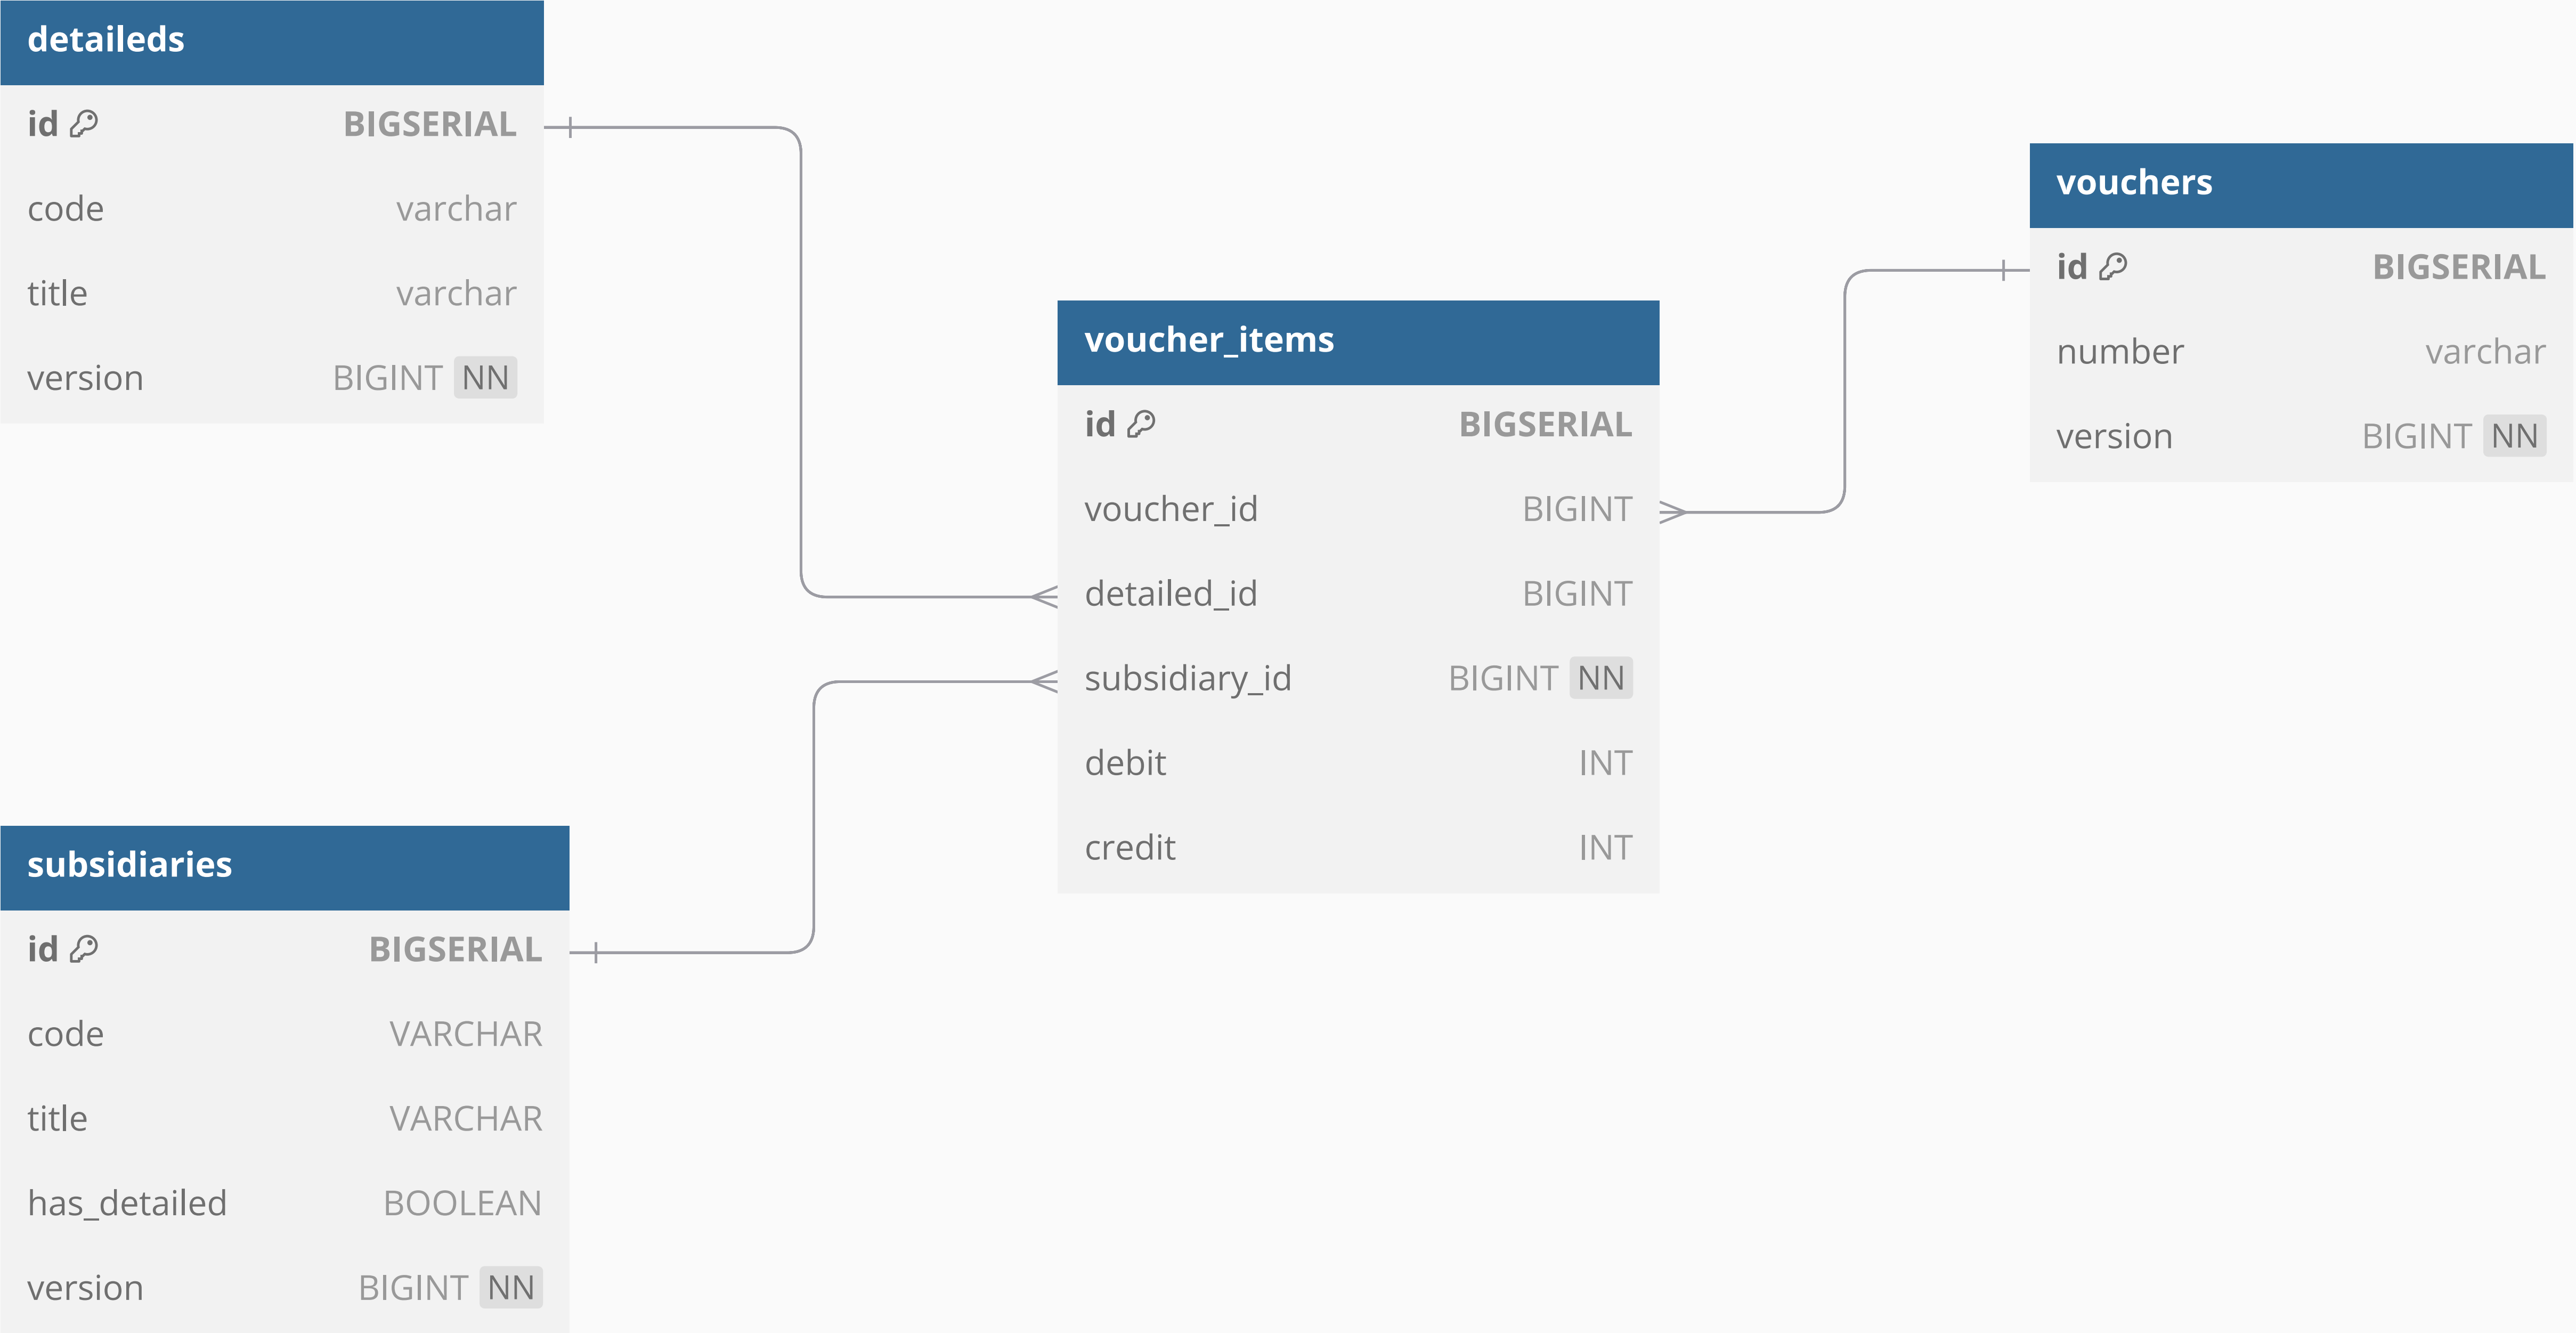 detaileds
id BIGSERIAL
code varchar
title varchar
version BIGINT NN
vouchers
id BIGSERIAL
number varchar
version BIGINT NN
voucher_items
id BIGSERIAL
voucher_id BIGINT
detailed_id BIGINT
subsidiary_id BIGINT NN
debit INT
credit INT
subsidiaries
id BIGSERIAL
code VARCHAR
title VARCHAR
has_detailed BOOLEAN
version BIGINT NN